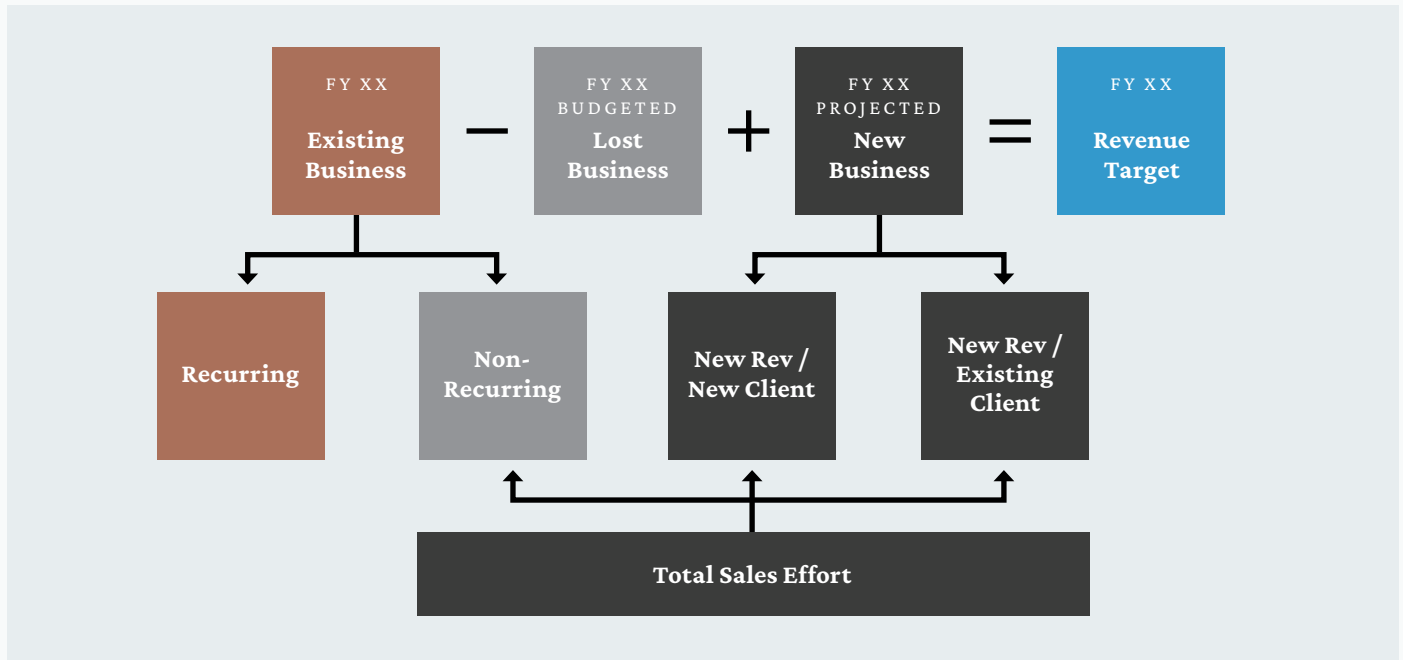 FY XX
Existing
Business
−
FY XX
BUDGETED
Lost
Business
+
FY XX
PROJECTED
New
Business
=
FY XX
Revenue
Target
Recurring
Non-
Recurring
New Rev /
New Client
New Rev /
Existing
Client
Total Sales Effort